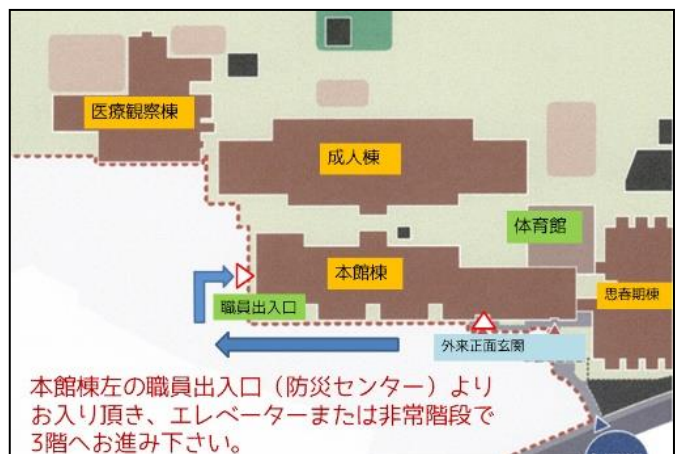 医療観察棟
成人棟
体育館
本館棟
思春期棟
職員出入口
外来正面玄関
本館棟左の職員出入口（防災センター）より
お入り頂き、エレベーターまたは非常階段で
3階へお進み下さい。